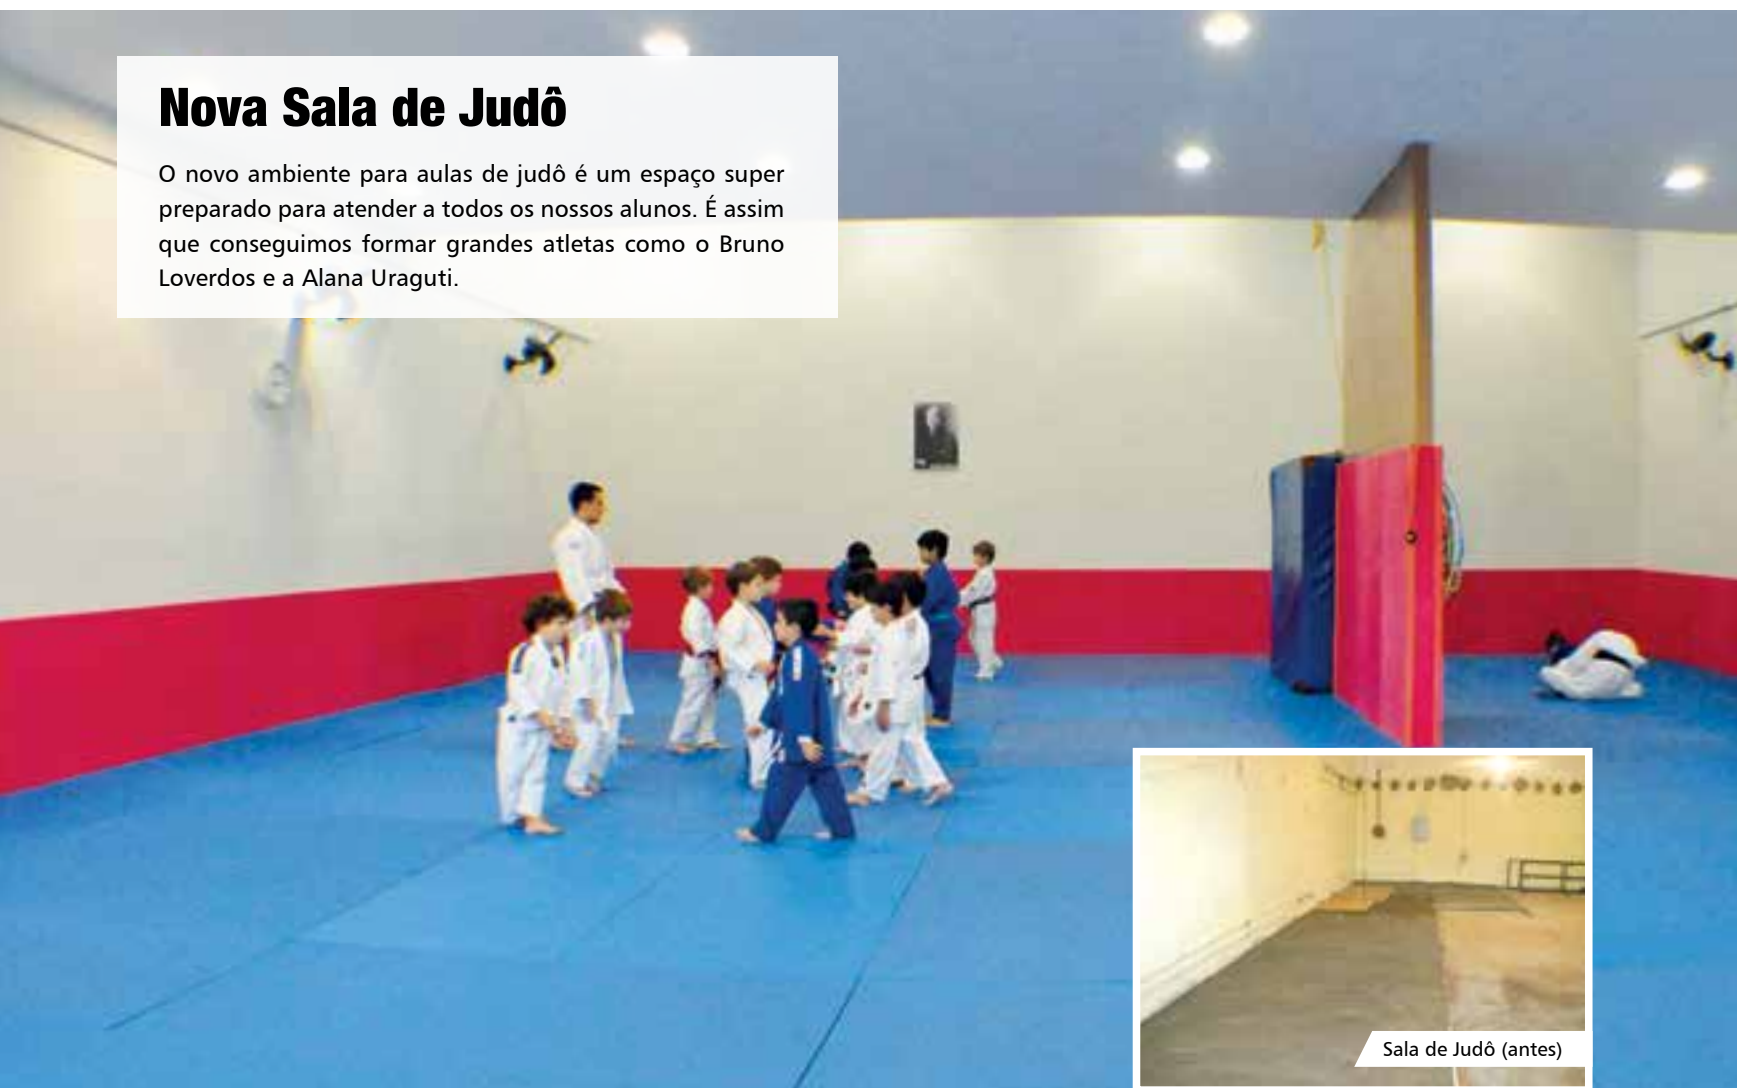 Nova Sala de Judô
O novo ambiente para aulas de judô é um espaço super
preparado para atender a todos os nossos alunos. É assim
que conseguimos formar grandes atletas como o Bruno
Loverdos e a Alana Uraguti.
Sala de Judô (antes)